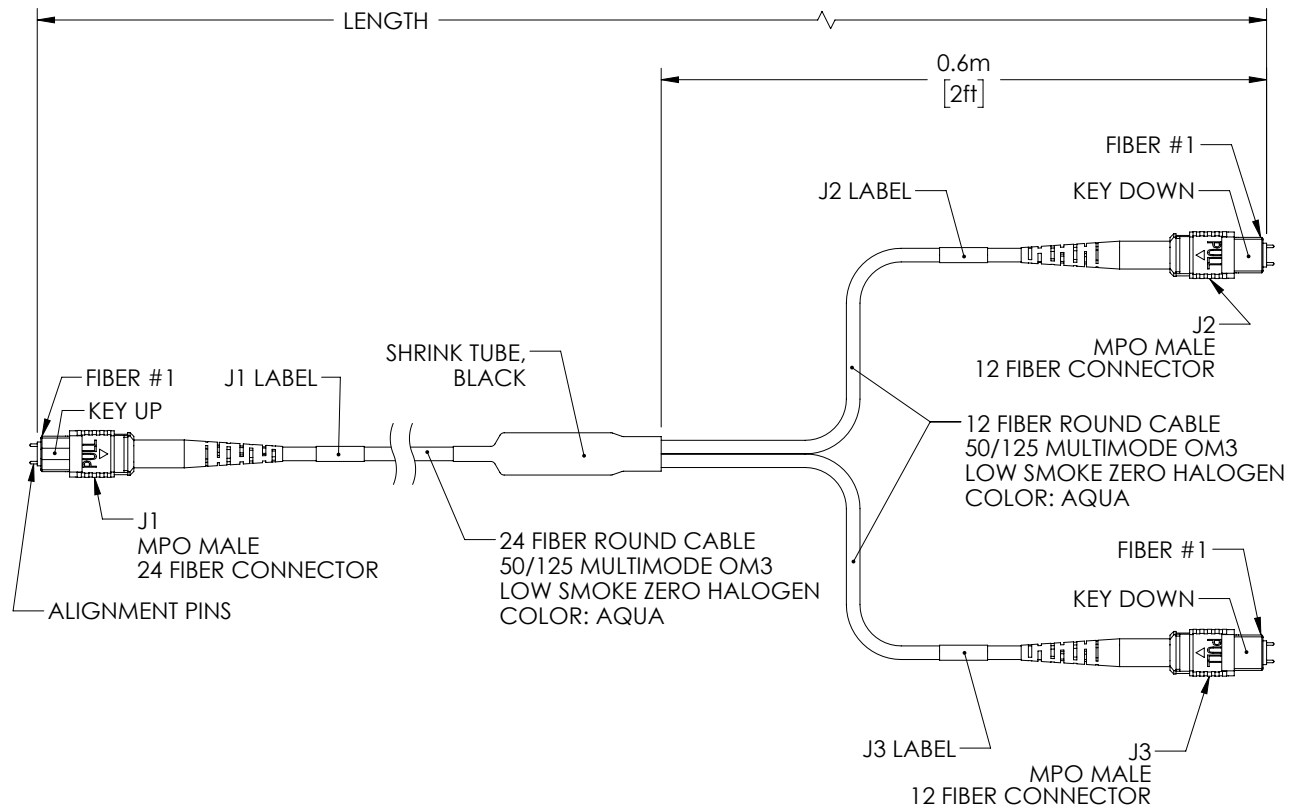 LENGTH
0.6m
[2ft]
FIBER #1
J2 LABEL
KEY DOWN
PULL
J2
MPO MALE
12 FIBER CONNECTOR
SHRINK TUBE,
BLACK
FIBER #1
J1 LABEL
KEY UP
PULL
12 FIBER ROUND CABLE
50/125 MULTIMODE OM3
LOW SMOKE ZERO HALOGEN
COLOR: AQUA
J1
MPO MALE
24 FIBER CONNECTOR
24 FIBER ROUND CABLE
50/125 MULTIMODE OM3
LOW SMOKE ZERO HALOGEN
COLOR: AQUA
ALIGNMENT PINS
FIBER #1
KEY DOWN
PULL
J3 LABEL
J3
MPO MALE
12 FIBER CONNECTOR